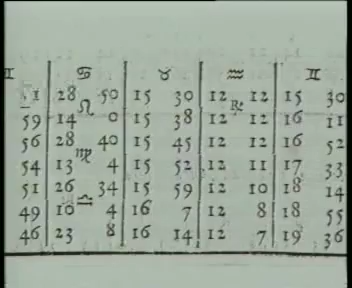 ♊ ♋ ♉ ♒ ♊
1 28 50 15 30 12 12 15 30
♌ ℞
59 14 0 15 38 12 12 16 11
56 28 40 15 45 12 12 16 52
♍
54 13 4 15 52 12 11 17 33
51 26 34 15 59 12 10 18 14
♎
49 10 4 16 7 12 8 18 55
46 23 8 16 14 12 7 19 36